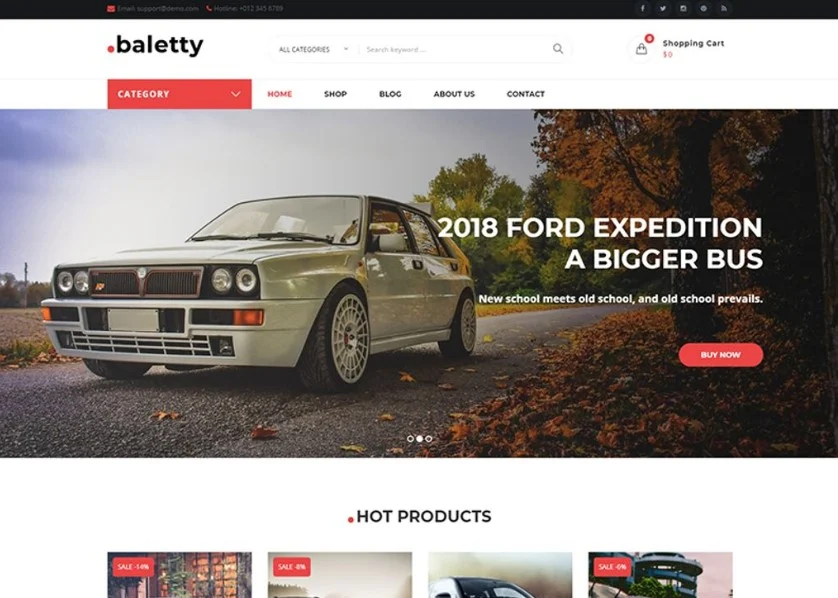 Email: support@demo.com Hotline: +012 345 6789
.baletty
ALL CATEGORIES
Search keyword ...
0
Shopping Cart
$0
CATEGORY
HOME
SHOP
BLOG
ABOUT US
CONTACT
2018 FORD EXPEDITION
A BIGGER BUS
New school meets old school, and old school prevails.
BUY NOW
.HOT PRODUCTS
SALE -14%
SALE -8%
SALE -6%